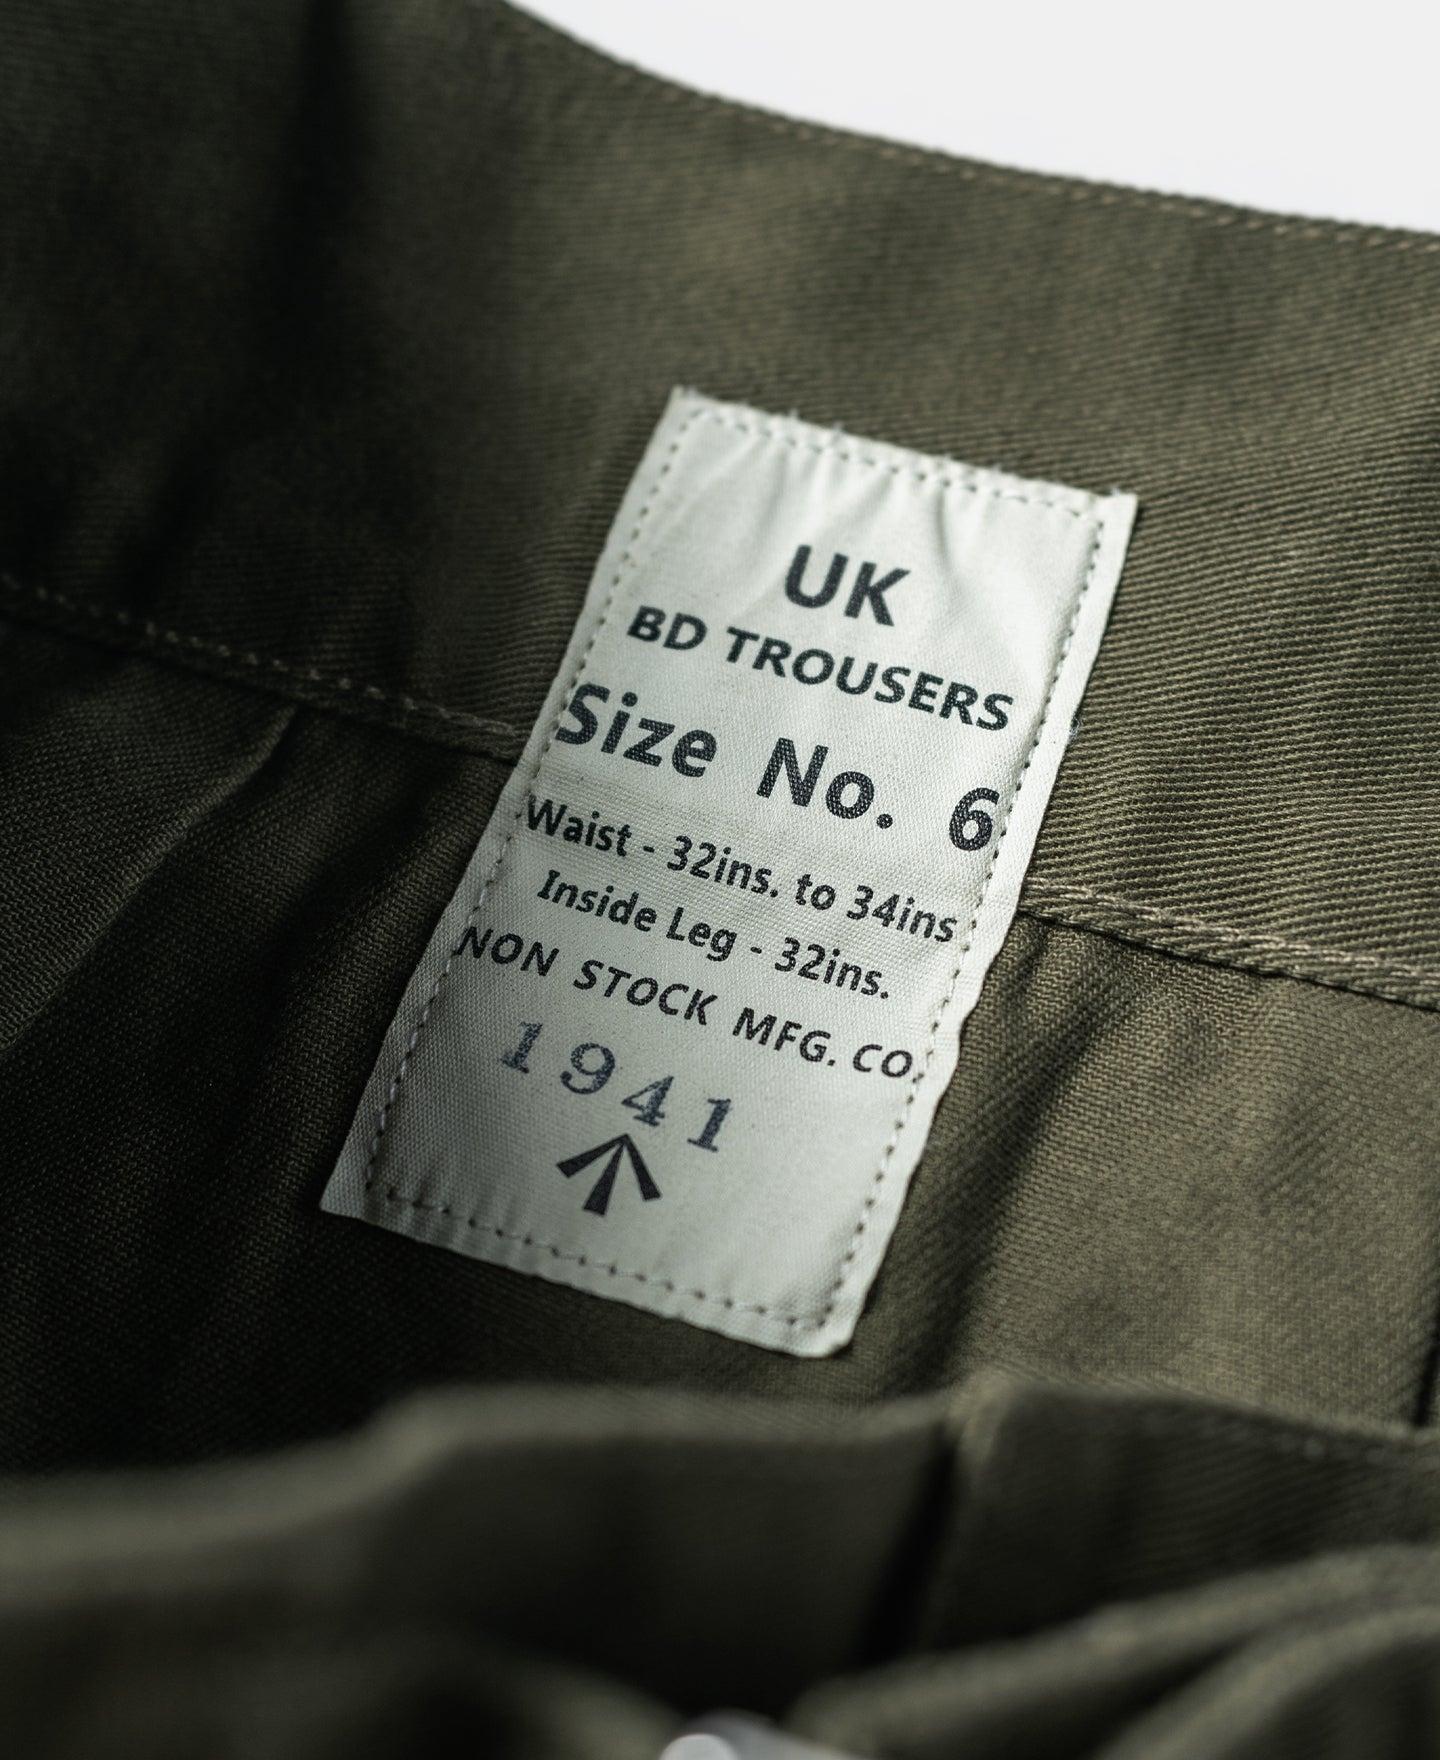 UK
BD TROUSERS
Size No. 6
Waist - 32ins. to 34ins
Inside Leg - 32ins.
NON STOCK MFG. CO.
1941